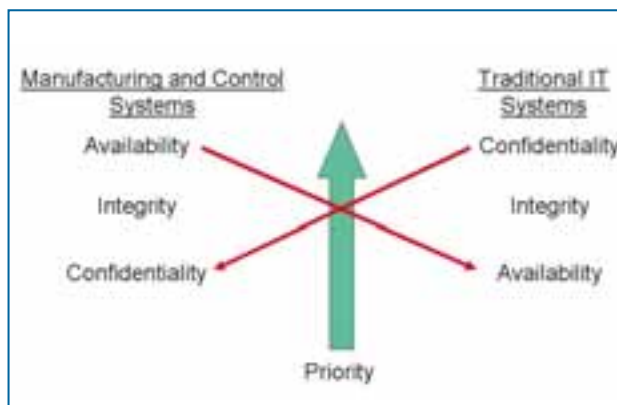 Manufacturing and Control
Systems
Availability
Integrity
Confidentiality
Traditional IT
Systems
Confidentiality
Integrity
Availability
Priority